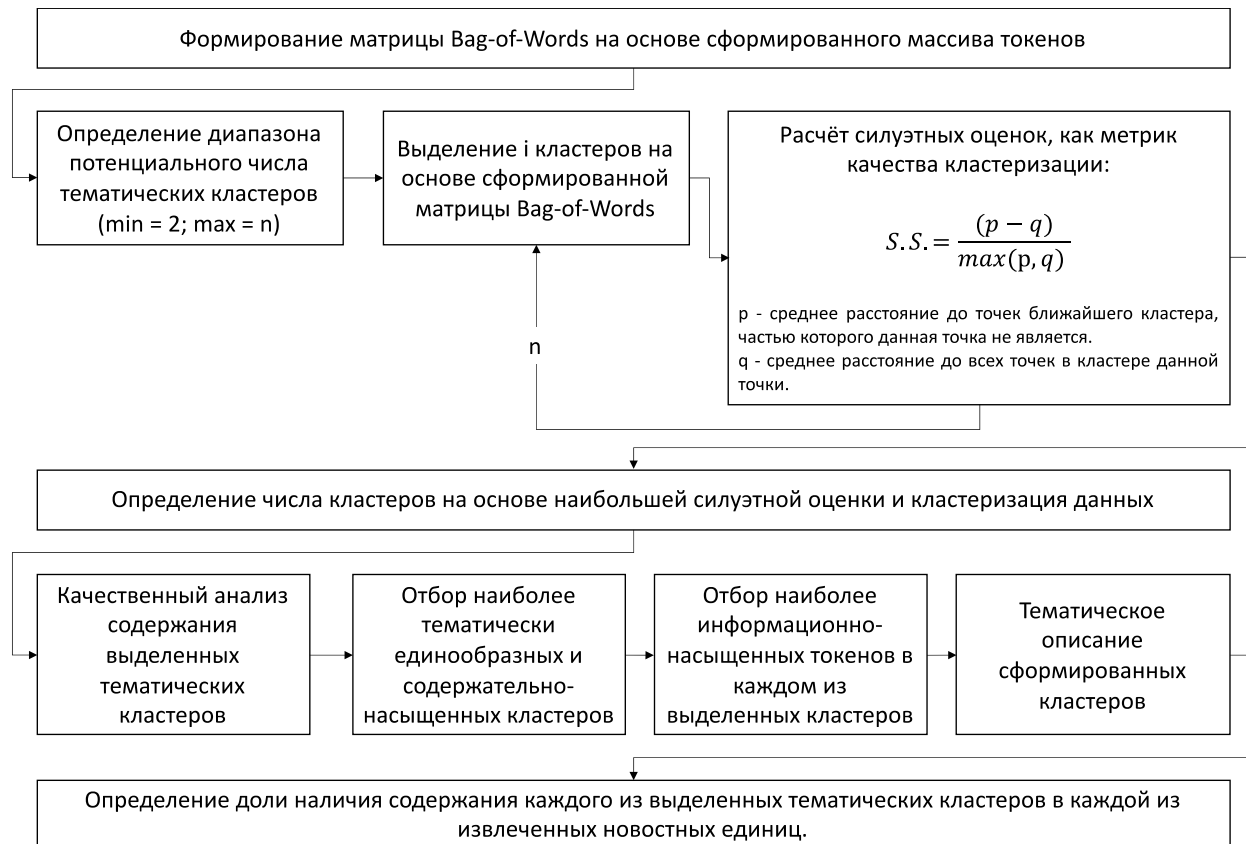 Формирование матрицы Bag-of-Words на основе сформированного массива токенов
Определение диапазона
потенциального числа
тематических кластеров
(min = 2; max = n)
Выделение i кластеров на
основе сформированной
матрицы Bag-of-Words
Расчёт силуэтных оценок, как метрик
качества кластеризации:
S.S. = (p − q) / max(p, q)
p - среднее расстояние до точек ближайшего кластера,
частью которого данная точка не является.
q - среднее расстояние до всех точек в кластере данной
точки.
n
Определение числа кластеров на основе наибольшей силуэтной оценки и кластеризация данных
Качественный анализ
содержания
выделенных
тематических
кластеров
Отбор наиболее
тематически
единообразных и
содержательно-
насыщенных кластеров
Отбор наиболее
информационно-
насыщенных токенов в
каждом из
выделенных кластеров
Тематическое
описание
сформированных
кластеров
Определение доли наличия содержания каждого из выделенных тематических кластеров в каждой из
извлеченных новостных единиц.